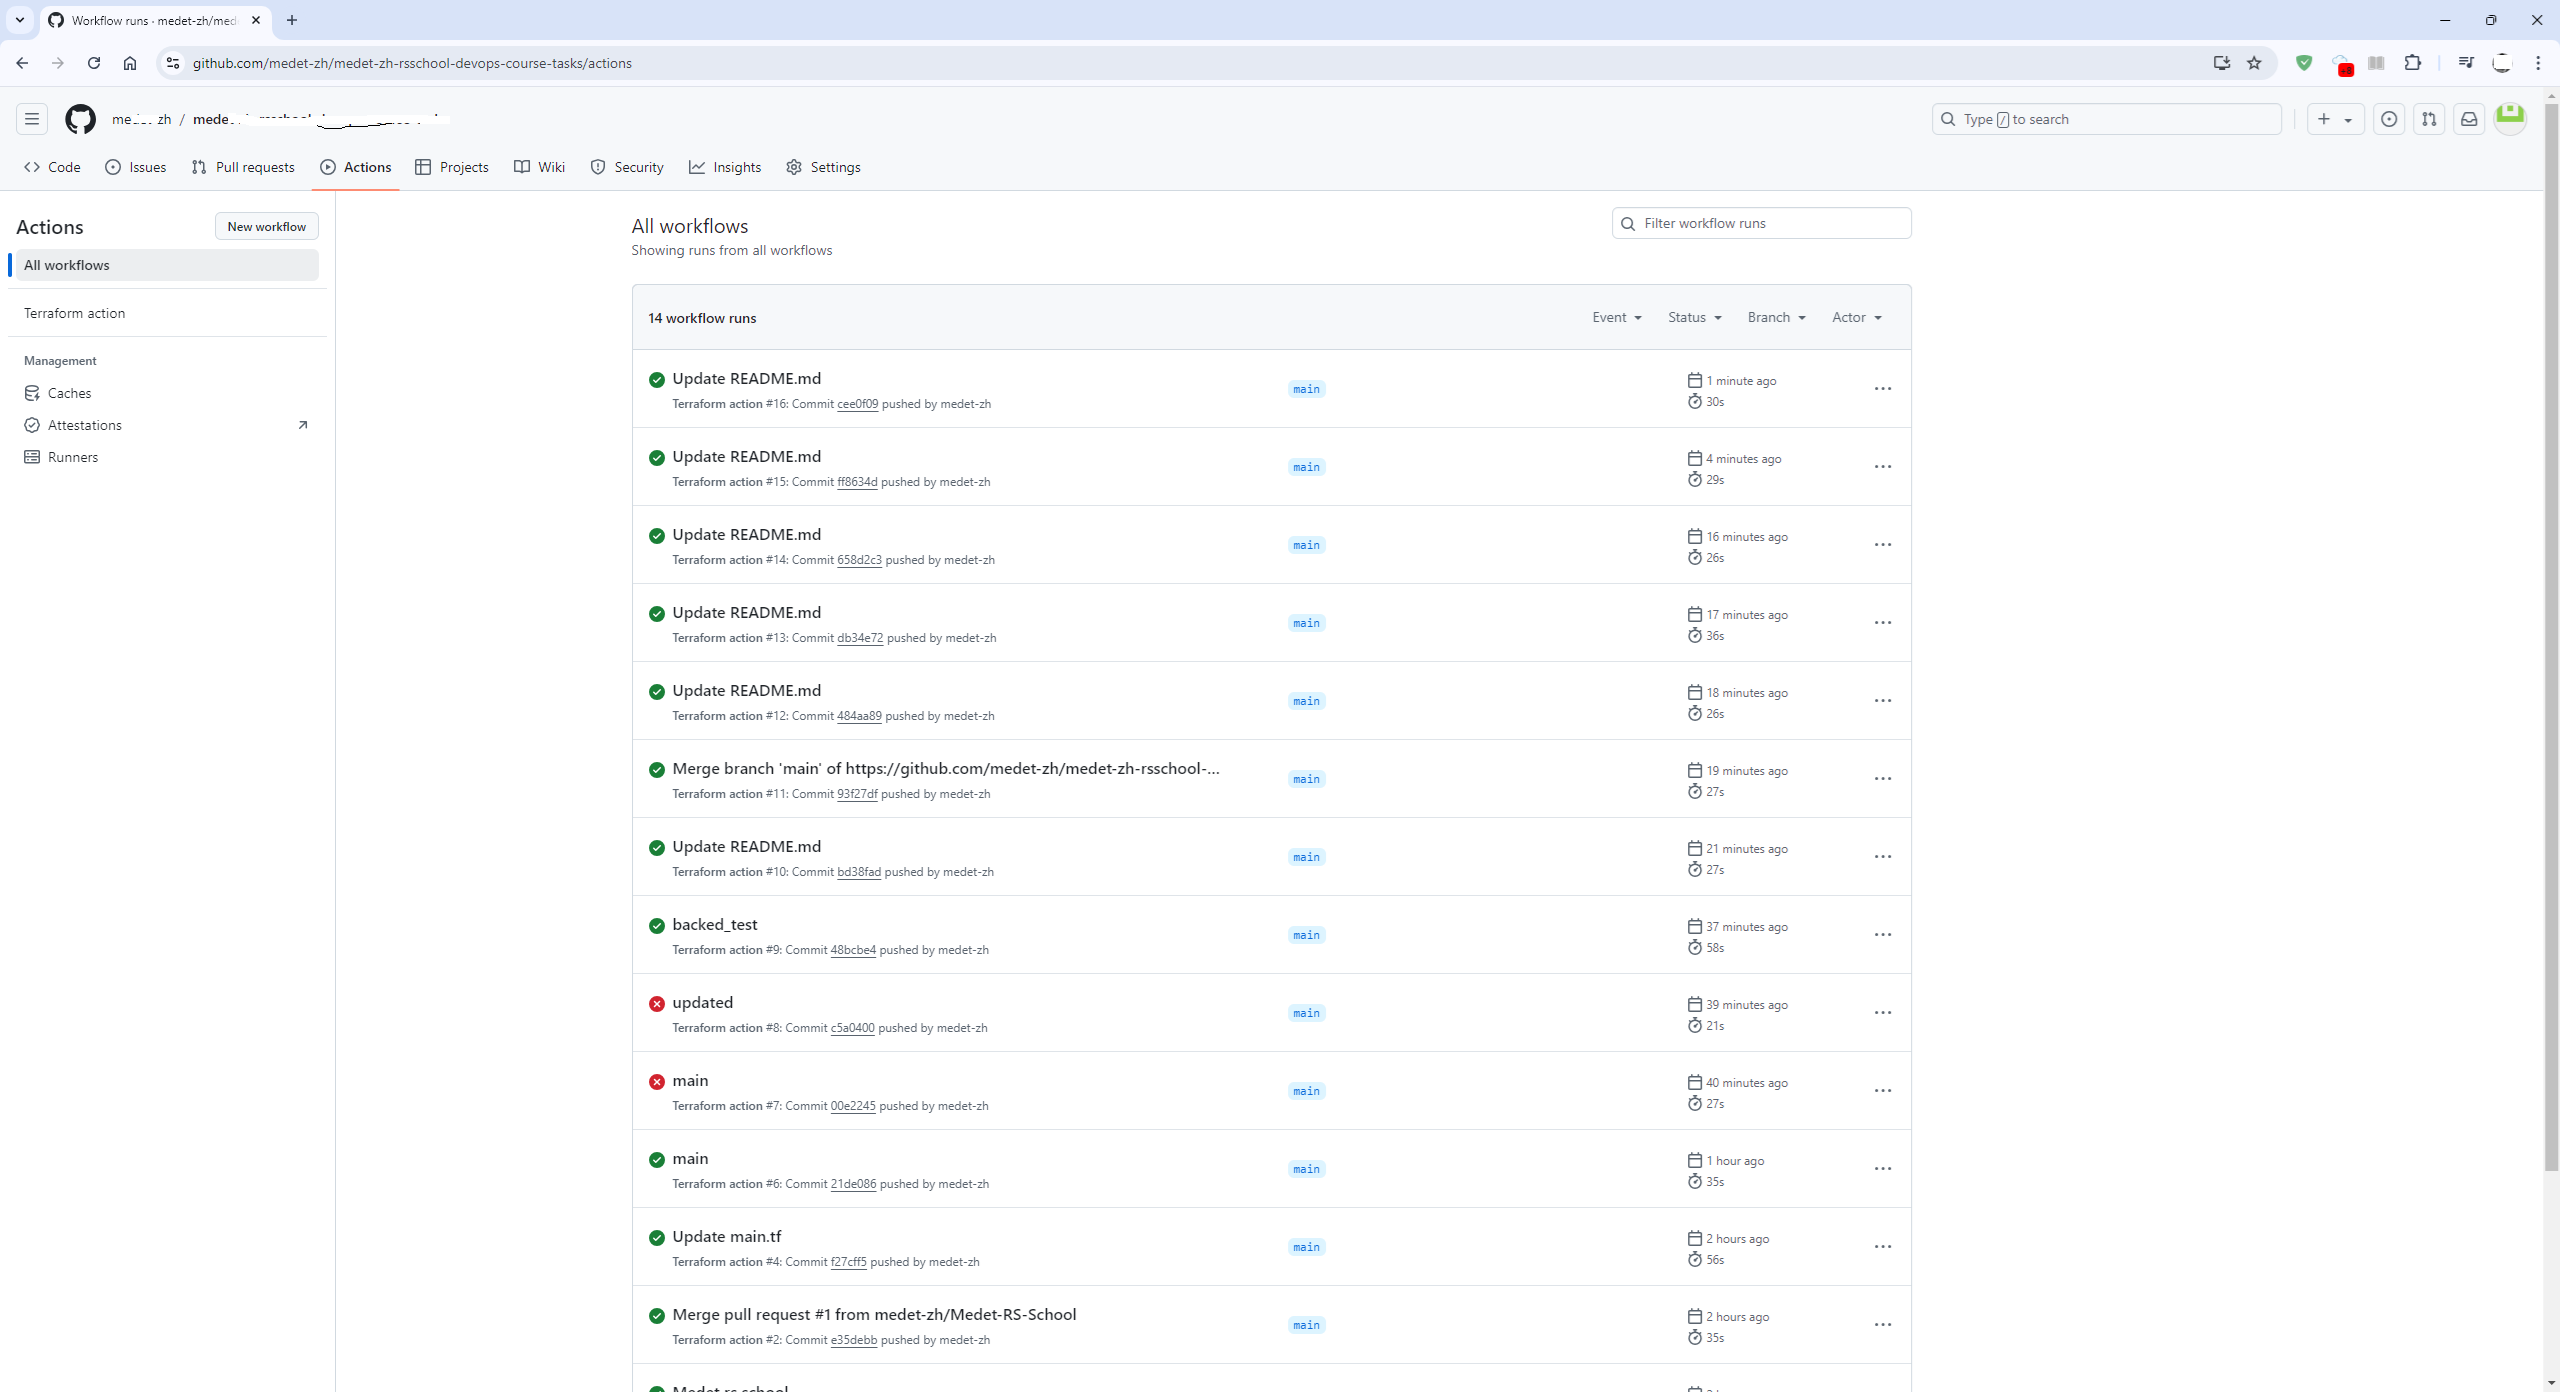 Workflow runs · medet-zh/med
github.com/medet-zh/medet-zh-rsschool-devops-course-tasks/actions
zh /
Type / to search
Code
Issues
Pull requests
Actions
Projects
Wiki
Security
Insights
Settings
Actions
New workflow
All workflows
Terraform action
Management
Caches
Attestations
Runners
All workflows
Showing runs from all workflows
Filter workflow runs
14 workflow runs
Event
Status
Branch
Actor
Update README.md
Terraform action #16: Commit cee0f09 pushed by medet-zh
main
1 minute ago
30s
Update README.md
Terraform action #15: Commit ff8634d pushed by medet-zh
main
4 minutes ago
29s
Update README.md
Terraform action #14: Commit 658d2c3 pushed by medet-zh
main
16 minutes ago
26s
Update README.md
Terraform action #13: Commit db34e72 pushed by medet-zh
main
17 minutes ago
36s
Update README.md
Terraform action #12: Commit 484aa89 pushed by medet-zh
main
18 minutes ago
26s
Merge branch 'main' of https://github.com/medet-zh/medet-zh-rsschool-...
Terraform action #11: Commit 93f27df pushed by medet-zh
main
19 minutes ago
27s
Update README.md
Terraform action #10: Commit bd38fad pushed by medet-zh
main
21 minutes ago
27s
backed_test
Terraform action #9: Commit 48bcbe4 pushed by medet-zh
main
37 minutes ago
58s
updated
Terraform action #8: Commit c5a0400 pushed by medet-zh
main
39 minutes ago
21s
main
Terraform action #7: Commit 00e2245 pushed by medet-zh
main
40 minutes ago
27s
main
Terraform action #6: Commit 21de086 pushed by medet-zh
main
1 hour ago
35s
Update main.tf
Terraform action #4: Commit f27cff5 pushed by medet-zh
main
2 hours ago
56s
Merge pull request #1 from medet-zh/Medet-RS-School
Terraform action #2: Commit e35debb pushed by medet-zh
main
2 hours ago
35s
Medet rs school